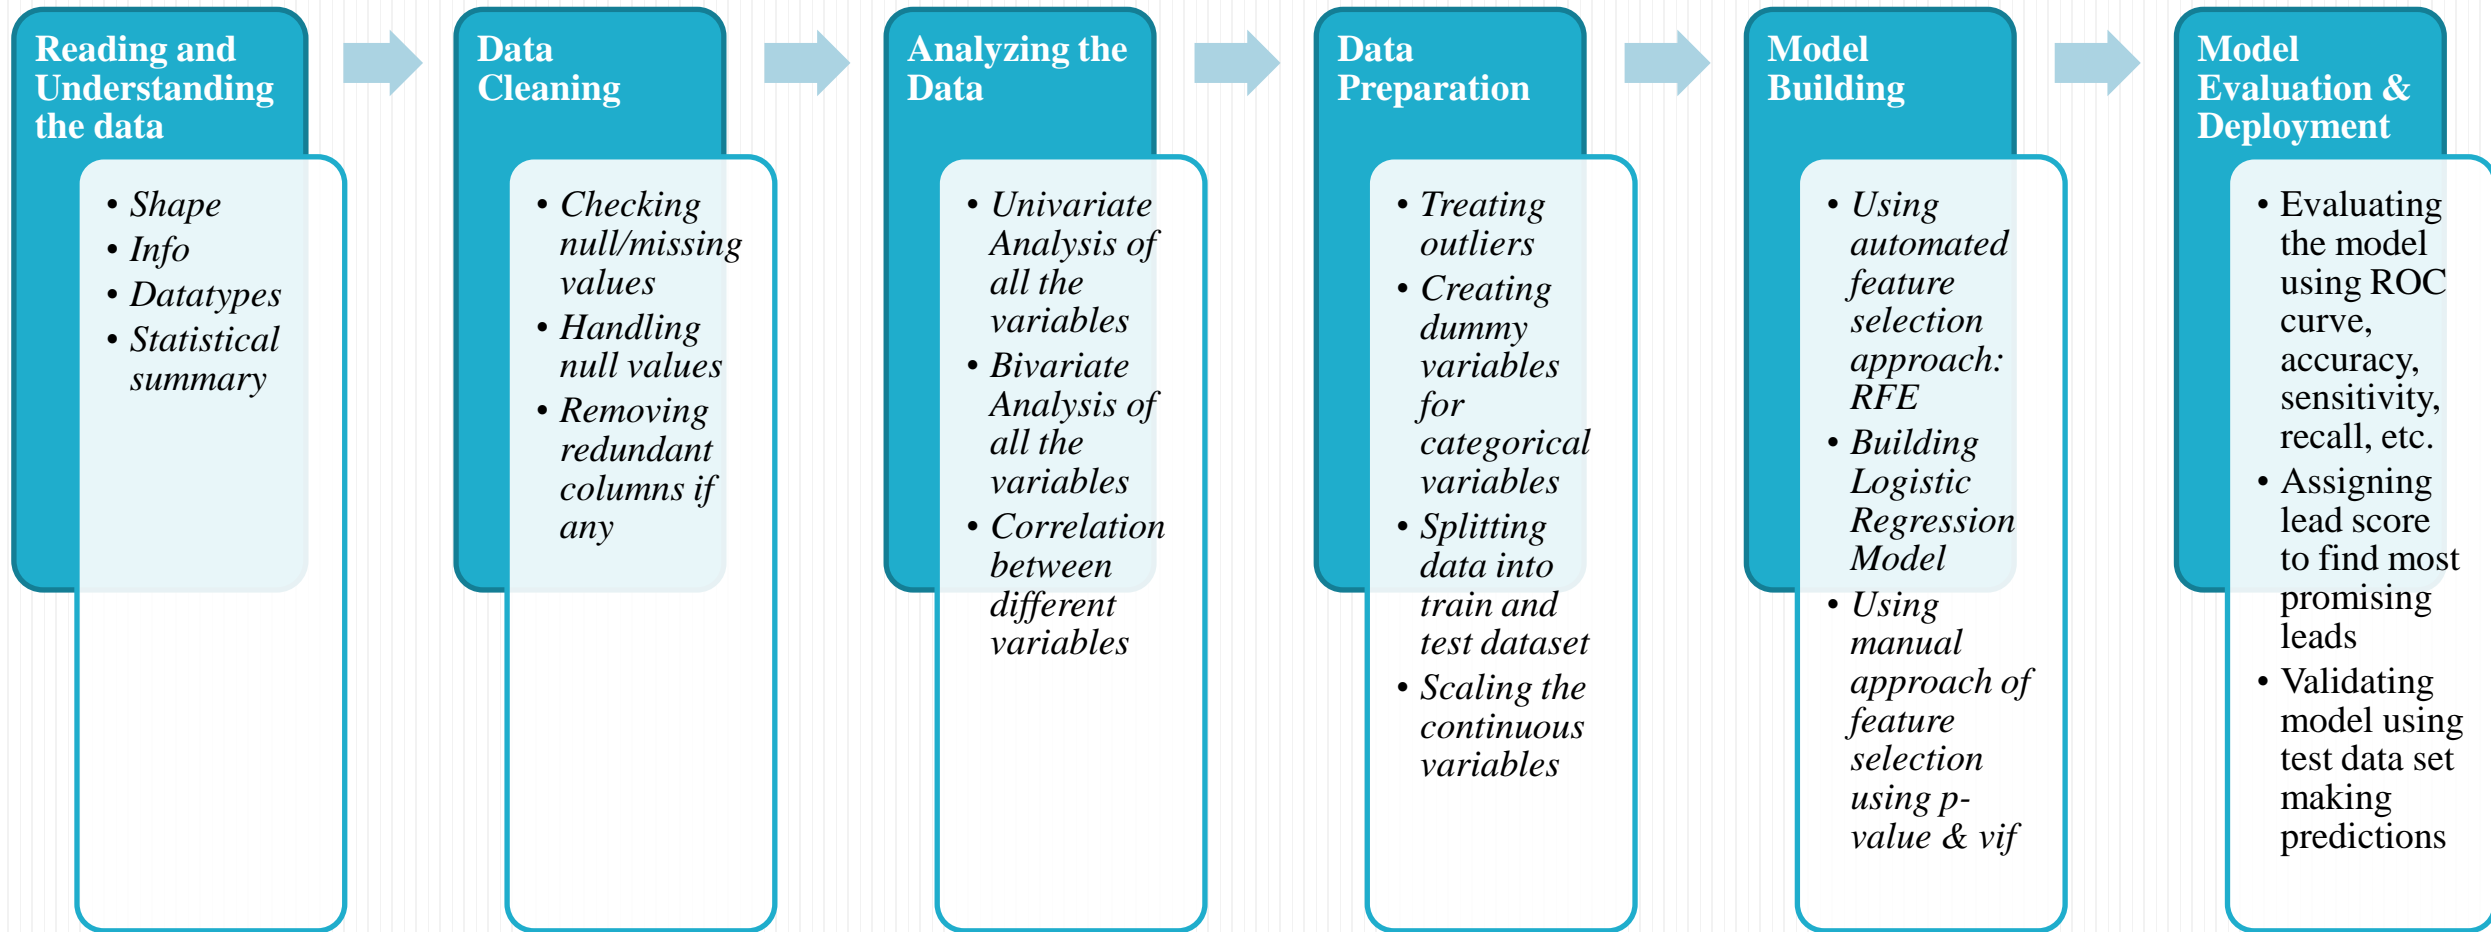 Reading and
Understanding
the data
• Shape
• Info
• Datatypes
• Statistical
summary
Data
Cleaning
• Checking
null/missing
values
• Handling
null values
• Removing
redundant
columns if
any
Analyzing the
Data
• Univariate
Analysis of
all the
variables
• Bivariate
Analysis of
all the
variables
• Correlation
between
different
variables
Data
Preparation
• Treating
outliers
• Creating
dummy
variables
for
categorical
variables
• Splitting
data into
train and
test dataset
• Scaling the
continuous
variables
Model
Building
• Using
automated
feature
selection
approach:
RFE
• Building
Logistic
Regression
Model
• Using
manual
approach of
feature
selection
using p-
value & vif
Model
Evaluation &
Deployment
• Evaluating
the model
using ROC
curve,
accuracy,
sensitivity,
recall, etc.
• Assigning
lead score
to find most
promising
leads
• Validating
model using
test data set
making
predictions